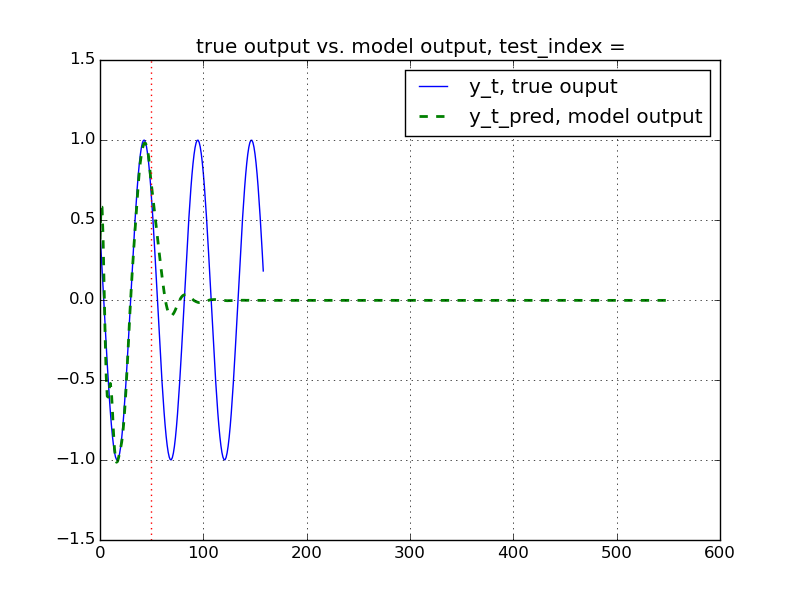 true output vs. model output, test_index =
y_t, true ouput
y_t_pred, model output
1.5
1.0
0.5
0.0
−0.5
−1.0
−1.5
0 100 200 300 400 500 600